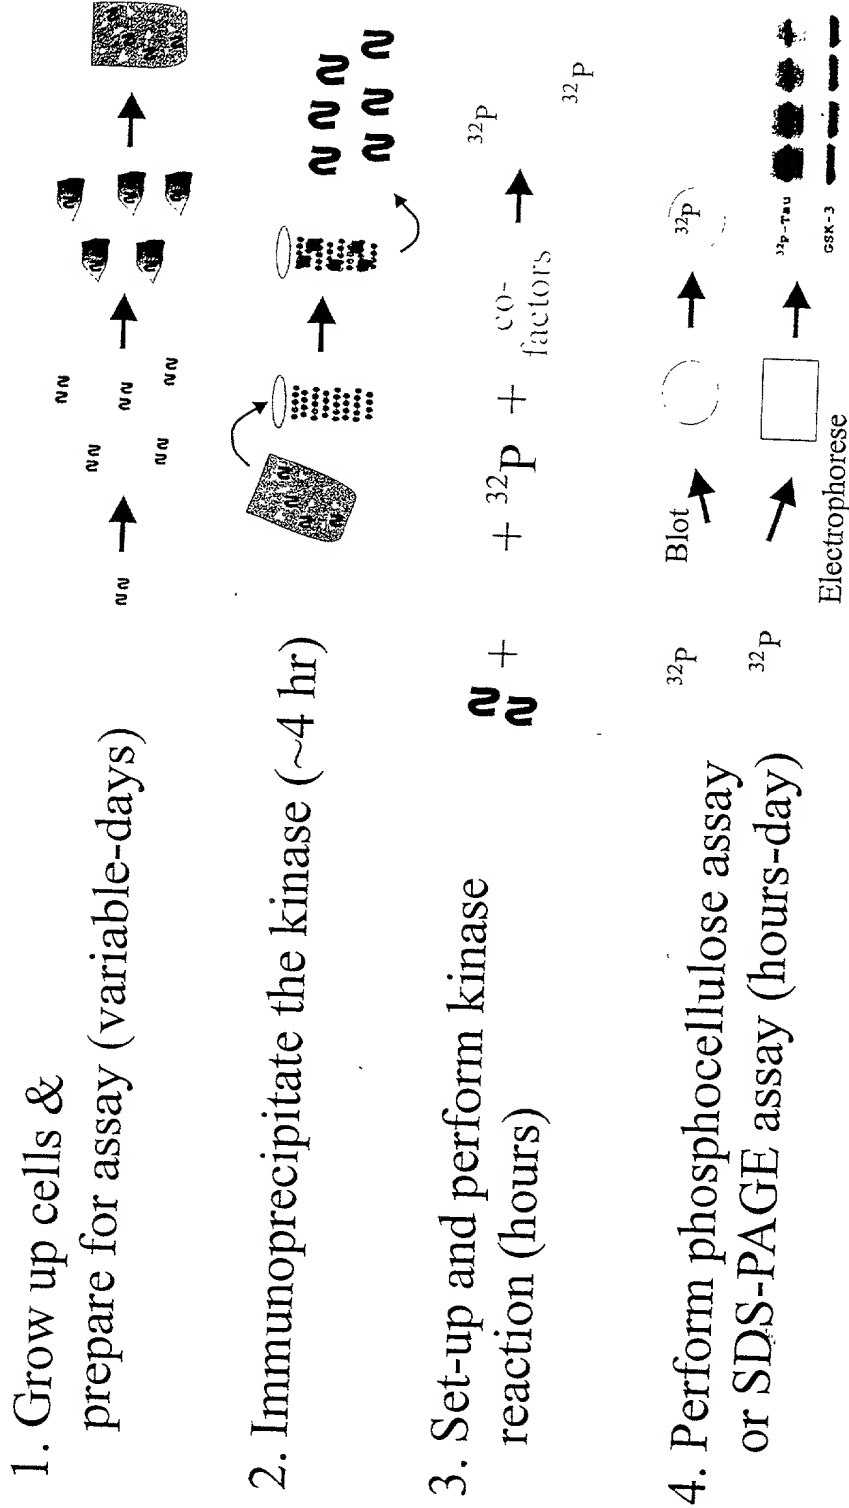 1. Grow up cells &
prepare for assay (variable-days)
2. Immunoprecipitate the kinase (~4 hr)
3. Set-up and perform kinase
reaction (hours)
+ + ³²P + co-
factors
³²P
³²P
4. Perform phosphocellulose assay
or SDS-PAGE assay (hours-day)
³²P
³²P
Blot
Electrophorese
³²P
³²P-Tau
GSK-3